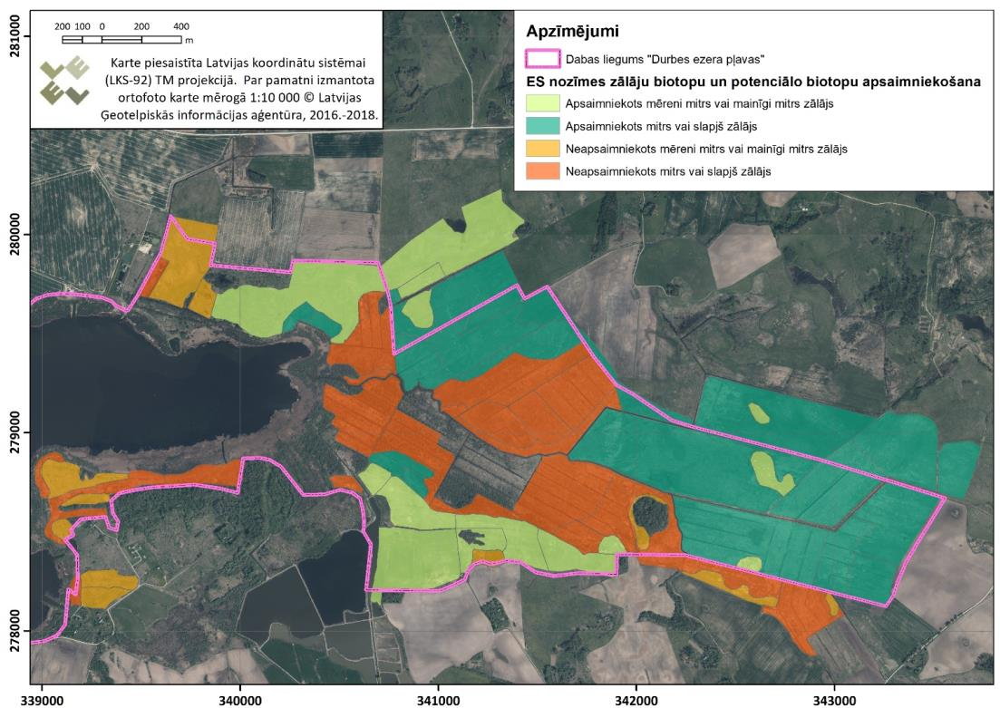 200 100 0 200 400
m
Karte piesaistīta Latvijas koordinātu sistēmai
(LKS-92) TM projekcijā. Par pamatni izmantota
ortofoto karte mērogā 1:10 000 © Latvijas
Ģeotelpiskās informācijas aģentūra, 2016.-2018.
Apzīmējumi
Dabas liegums "Durbes ezera pļavas"
ES nozīmes zālāju biotopu un potenciālo biotopu apsaimniekošana
Apsaimniekots mēreni mitrs vai mainīgi mitrs zālājs
Apsaimniekots mitrs vai slapjš zālājs
Neapsaimniekots mēreni mitrs vai mainīgi mitrs zālājs
Neapsaimniekots mitrs vai slapjš zālājs
281000
280000
279000
278000
339000 340000 341000 342000 343000